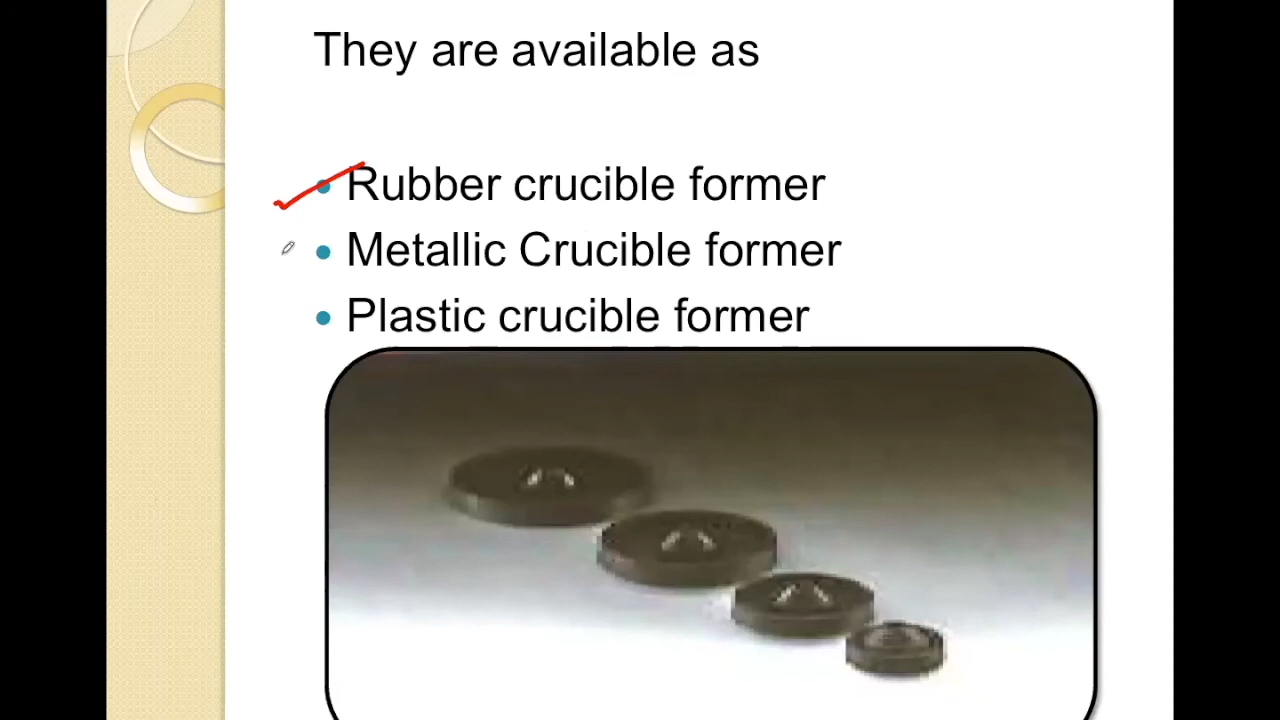 They are available as
Rubber crucible former
Metallic Crucible former
Plastic crucible former